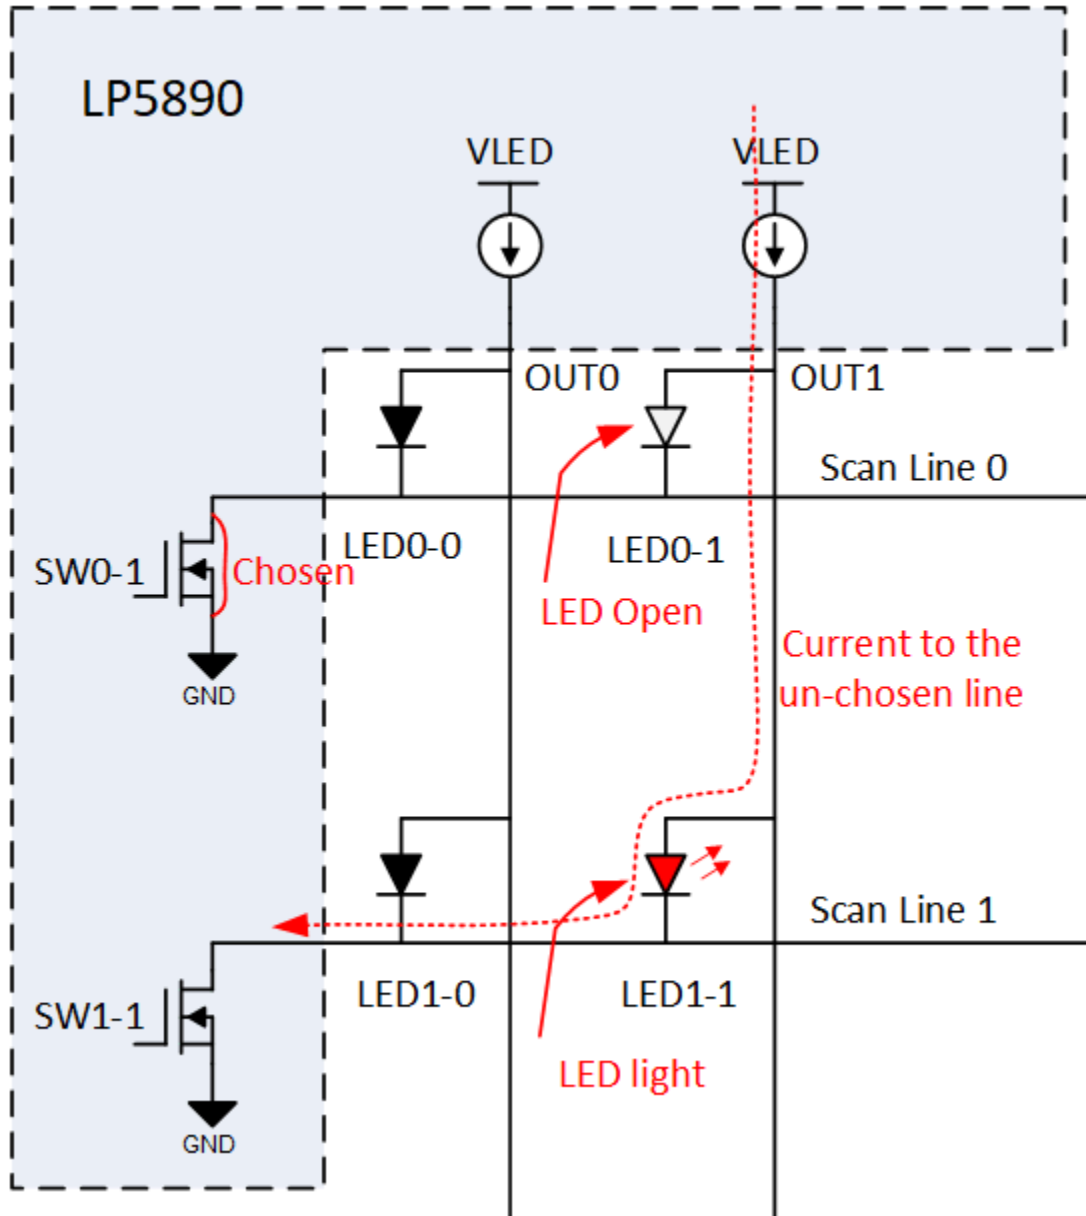 LP5890
VLED
VLED
OUT0
OUT1
Scan Line 0
LED0-0
LED0-1
SW0-1
Chosen
LED Open
GND
Current to the
un-chosen line
Scan Line 1
LED1-0
LED1-1
SW1-1
LED light
GND